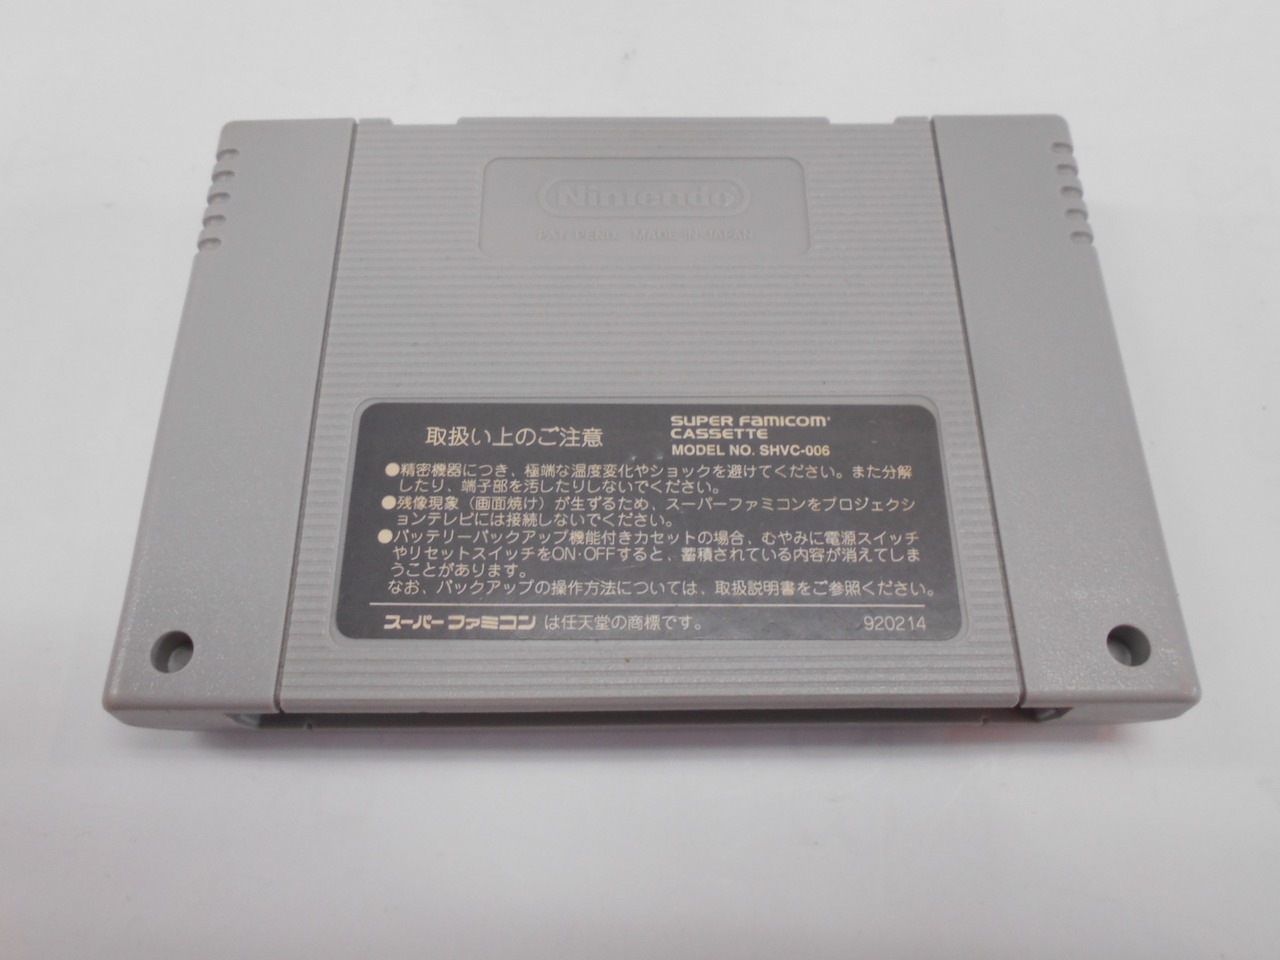 Nintendo
PAT. PEND. MADE IN JAPAN
取扱い上のご注意
SUPER FAMICOM
CASSETTE
MODEL NO. SHVC-006
●精密機器につき、極端な湿度変化やショックを避けてください。また分解
したり、端子部を汚したりしないでください。
●残像現象（画面焼け）が生ずるため、スーパーファミコンをプロジェクシ
ョンテレビには接続しないでください。
●バッテリーバックアップ機能付きカセットの場合、むやみに電源スイッチ
やリセットスイッチをON・OFFすると、蓄積されている内容が消えてしま
うことがあります。
なお、バックアップの操作方法については、取扱説明書をご参照ください。
スーパーファミコン は任天堂の商標です。
920214